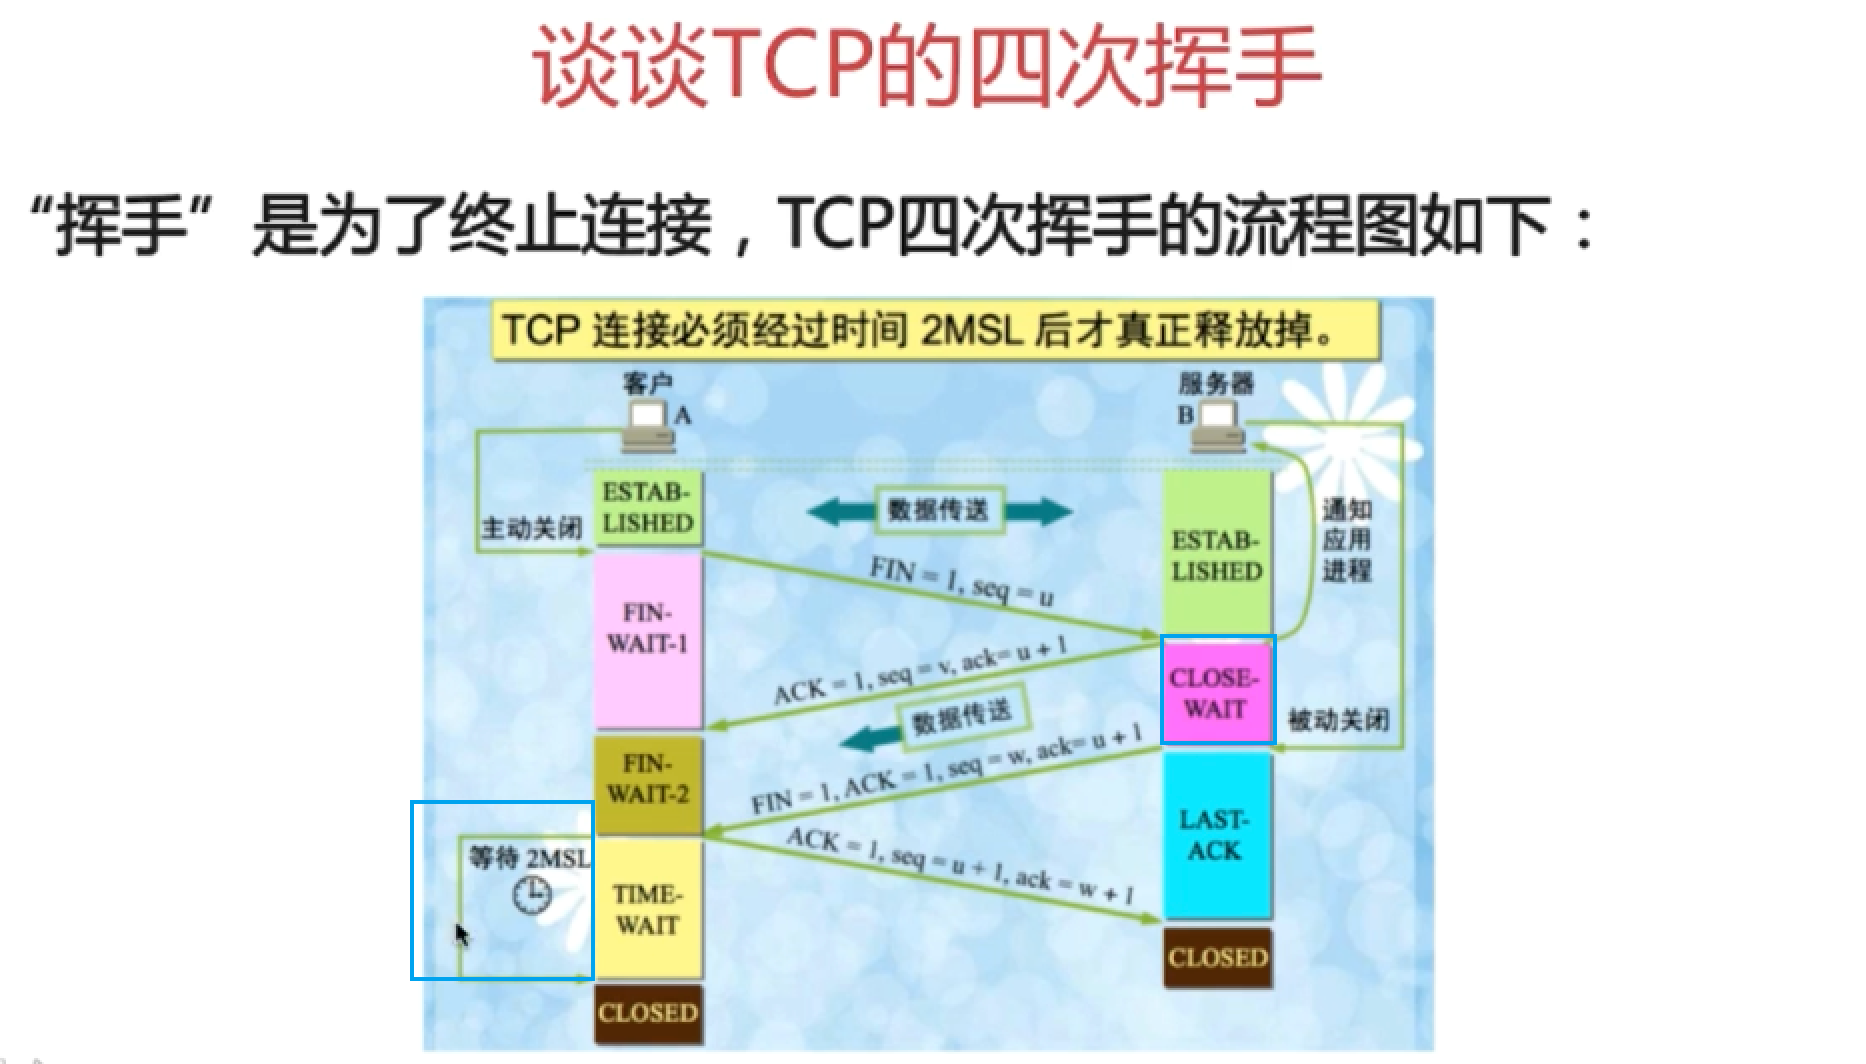 谈谈TCP的四次挥手
“挥手”是为了终止连接，TCP四次挥手的流程图如下：
TCP 连接必须经过时间 2MSL 后才真正释放掉。
客户
A
服务器
B
ESTAB-
LISHED
数据传送
ESTAB-
LISHED
通知
应用
进程
主动关闭
FIN = 1, seq = u
FIN-
WAIT-1
ACK = 1, seq = v, ack= u + 1
CLOSE-
WAIT
数据传送
被动关闭
FIN-
WAIT-2
FIN = 1, ACK = 1, seq = w, ack= u + 1
ACK = 1, seq = u + 1, ack = w + 1
LAST-
ACK
等待 2MSL
TIME-
WAIT
CLOSED
CLOSED